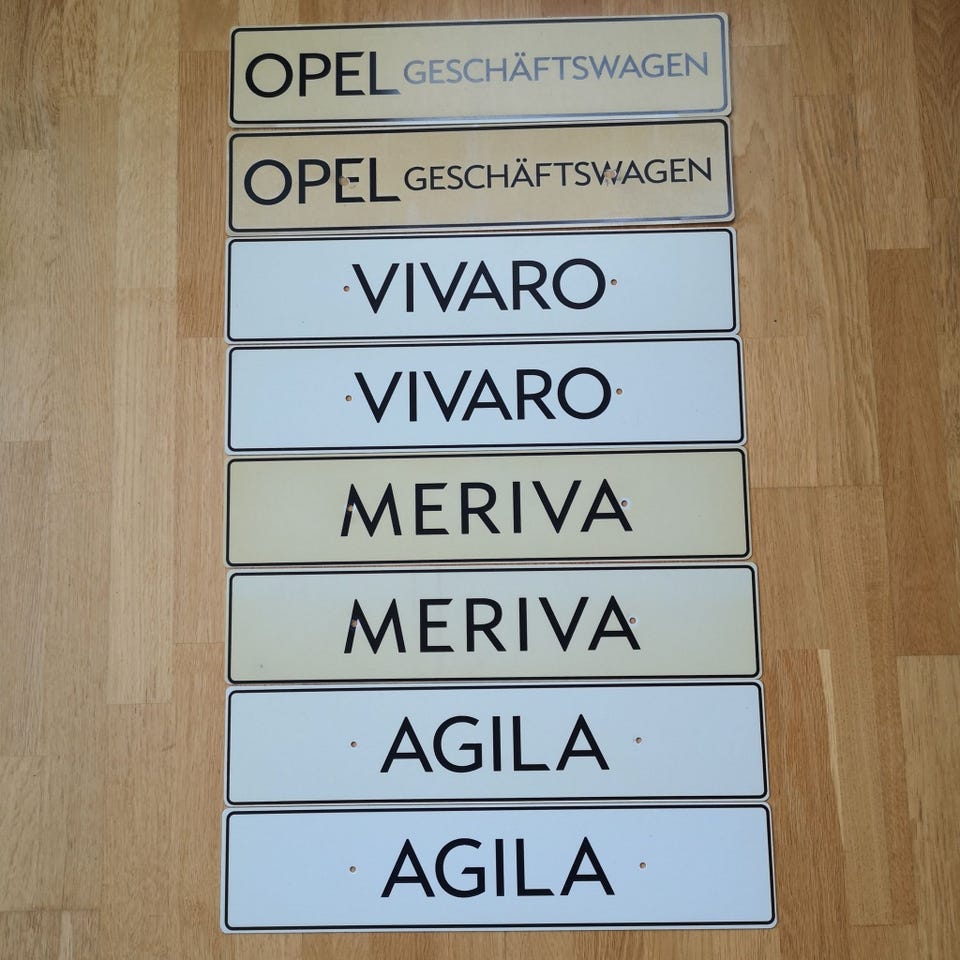 OPEL GESCHÄFTSWAGEN
OPEL GESCHÄFTSWAGEN
VIVARO
VIVARO
MERIVA
MERIVA
AGILA
AGILA